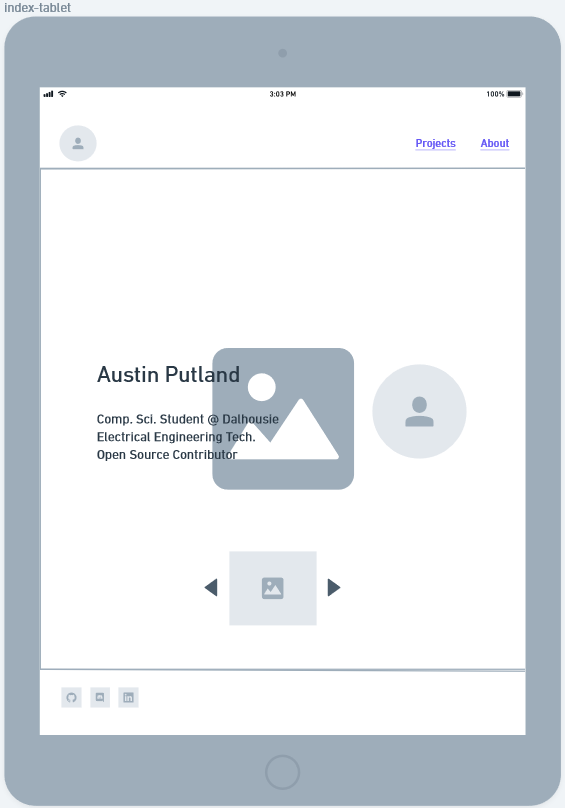 index-tablet
3:03 PM
100%
Projects
About
Austin Putland
Comp. Sci. Student @ Dalhousie
Electrical Engineering Tech.
Open Source Contributor
in